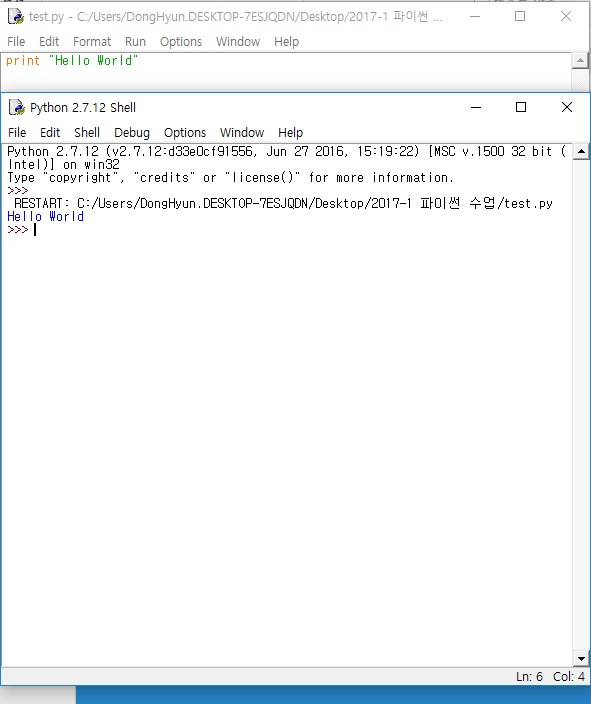 test.py - C:/Users/DongHyun.DESKTOP-7ESJQDN/Desktop/2017-1 파이썬 ...
File Edit Format Run Options Window Help
print "Hello World"
Python 2.7.12 Shell
File Edit Shell Debug Options Window Help
Python 2.7.12 (v2.7.12:d33e0cf91556, Jun 27 2016, 15:19:22) [MSC v.1500 32 bit (
Intel)] on win32
Type "copyright", "credits" or "license()" for more information.
>>>
RESTART: C:/Users/DongHyun.DESKTOP-7ESJQDN/Desktop/2017-1 파이썬 수업/test.py
Hello World
>>>
Ln: 6 Col: 4